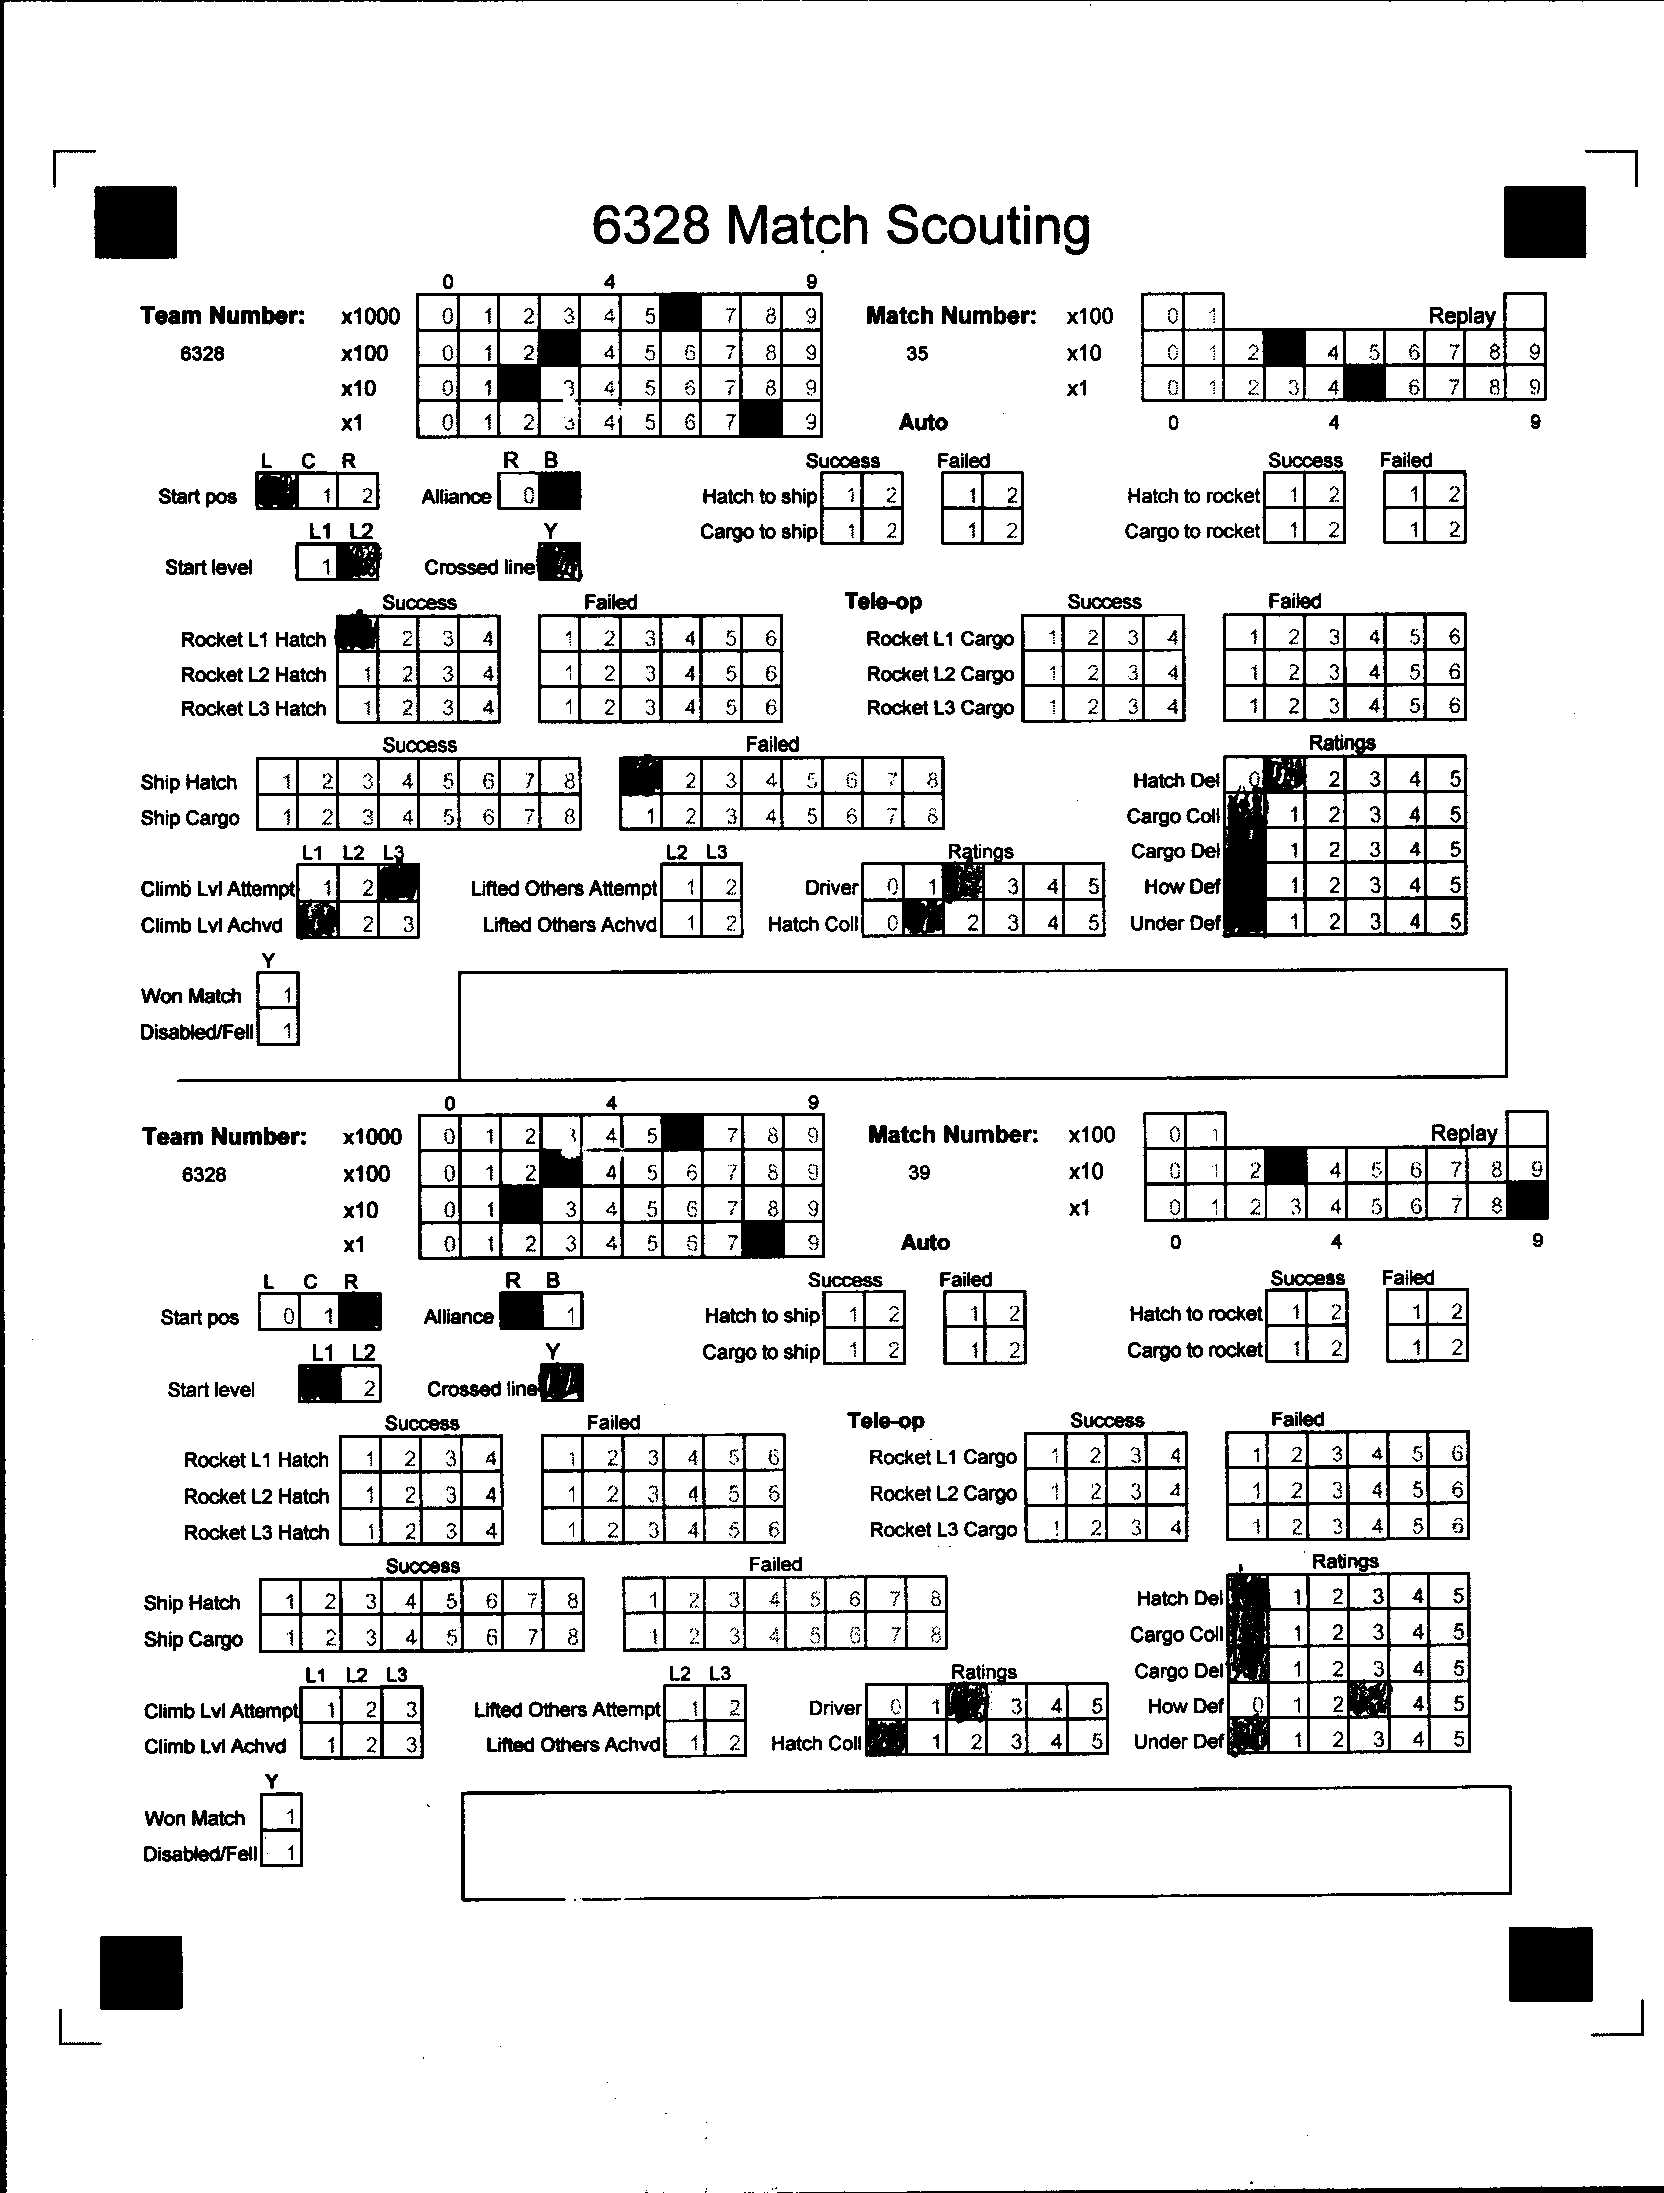 6328 Match Scouting
0 4 9
Team Number: x1000 0 1 2 3 4 5 7 8 9 Match Number: x100 0 1 Replay
6328 x100 0 1 2 4 5 6 7 8 9 35 x10 0 1 2 4 5 6 7 8 9
x10 0 1 3 4 5 6 7 8 9 x1 0 1 2 3 4 6 7 8 9
x1 0 1 2 3 4 5 6 7 9 Auto 0 4 9
L C R R B Success Failed Success Failed
Start pos 1 2 Alliance 0 Hatch to ship 1 2 1 2 Hatch to rocket 1 2 1 2
L1 L2 Y Cargo to ship 1 2 1 2 Cargo to rocket 1 2 1 2
Start level 1 Crossed line
Success Failed Tele-op Success Failed
Rocket L1 Hatch 2 3 4 1 2 3 4 5 6 Rocket L1 Cargo 1 2 3 4 1 2 3 4 5 6
Rocket L2 Hatch 1 2 3 4 1 2 3 4 5 6 Rocket L2 Cargo 1 2 3 4 1 2 3 4 5 6
Rocket L3 Hatch 1 2 3 4 1 2 3 4 5 6 Rocket L3 Cargo 1 2 3 4 1 2 3 4 5 6
Success Failed Ratings
Ship Hatch 1 2 3 4 5 6 7 8 2 3 4 5 6 7 8 Hatch Del 0 2 3 4 5
Ship Cargo 1 2 3 4 5 6 7 8 1 2 3 4 5 6 7 8 Cargo Coll 1 2 3 4 5
L1 L2 L3 L2 L3 Ratings Cargo Del 1 2 3 4 5
Climb Lvl Attempt 1 2 Lifted Others Attempt 1 2 Driver 0 1 3 4 5 How Def 1 2 3 4 5
Climb Lvl Achvd 2 3 Lifted Others Achvd 1 2 Hatch Coll 0 2 3 4 5 Under Def 1 2 3 4 5
Y
Won Match 1
Disabled/Fell 1
0 4 9
Team Number: x1000 0 1 2 3 4 5 7 8 9 Match Number: x100 0 1 Replay
6328 x100 0 1 2 4 5 6 7 8 9 39 x10 0 1 2 4 5 6 7 8 9
x10 0 1 3 4 5 6 7 8 9 x1 0 1 2 3 4 5 6 7 8
x1 0 1 2 3 4 5 6 7 9 Auto 0 4 9
L C R R B Success Failed Success Failed
Start pos 0 1 Alliance 1 Hatch to ship 1 2 1 2 Hatch to rocket 1 2 1 2
L1 L2 Y Cargo to ship 1 2 1 2 Cargo to rocket 1 2 1 2
Start level 2 Crossed line
Success Failed Tele-op Success Failed
Rocket L1 Hatch 1 2 3 4 1 2 3 4 5 6 Rocket L1 Cargo 1 2 3 4 1 2 3 4 5 6
Rocket L2 Hatch 1 2 3 4 1 2 3 4 5 6 Rocket L2 Cargo 1 2 3 4 1 2 3 4 5 6
Rocket L3 Hatch 1 2 3 4 1 2 3 4 5 6 Rocket L3 Cargo 1 2 3 4 1 2 3 4 5 6
Success Failed Ratings
Ship Hatch 1 2 3 4 5 6 7 8 1 2 3 4 5 6 7 8 Hatch Del 1 2 3 4 5
Ship Cargo 1 2 3 4 5 6 7 8 1 2 3 4 5 6 7 8 Cargo Coll 1 2 3 4 5
L1 L2 L3 L2 L3 Ratings Cargo Del 1 2 3 4 5
Climb Lvl Attempt 1 2 3 Lifted Others Attempt 1 2 Driver 0 1 3 4 5 How Def 0 1 2 4 5
Climb Lvl Achvd 1 2 3 Lifted Others Achvd 1 2 Hatch Coll 1 2 3 4 5 Under Def 1 2 3 4 5
Y
Won Match 1
Disabled/Fell 1